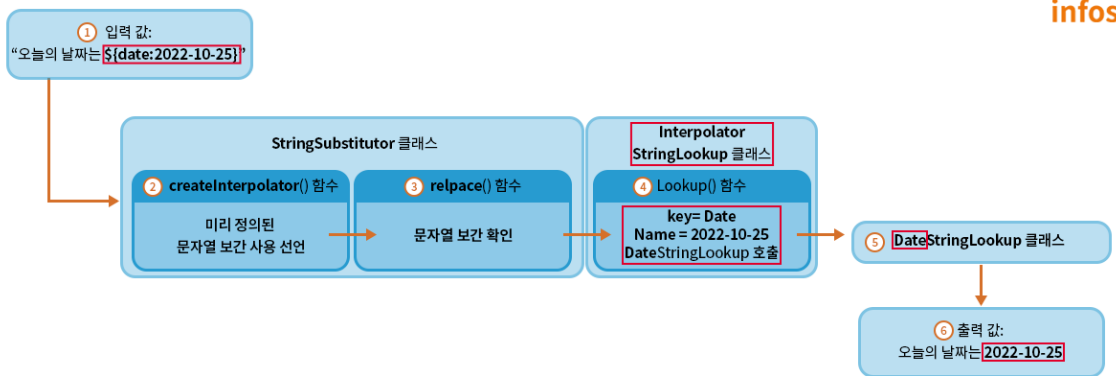 infos
① 입력 값:
“오늘의 날짜는 ${date:2022-10-25}”
StringSubstitutor 클래스
② createInterpolator() 함수
미리 정의된
문자열 보간 사용 선언
③ relpace() 함수
문자열 보간 확인
Interpolator
StringLookup 클래스
④ Lookup() 함수
key= Date
Name = 2022-10-25
DateStringLookup 호출
⑤ DateStringLookup 클래스
⑥ 출력 값:
오늘의 날짜는 2022-10-25